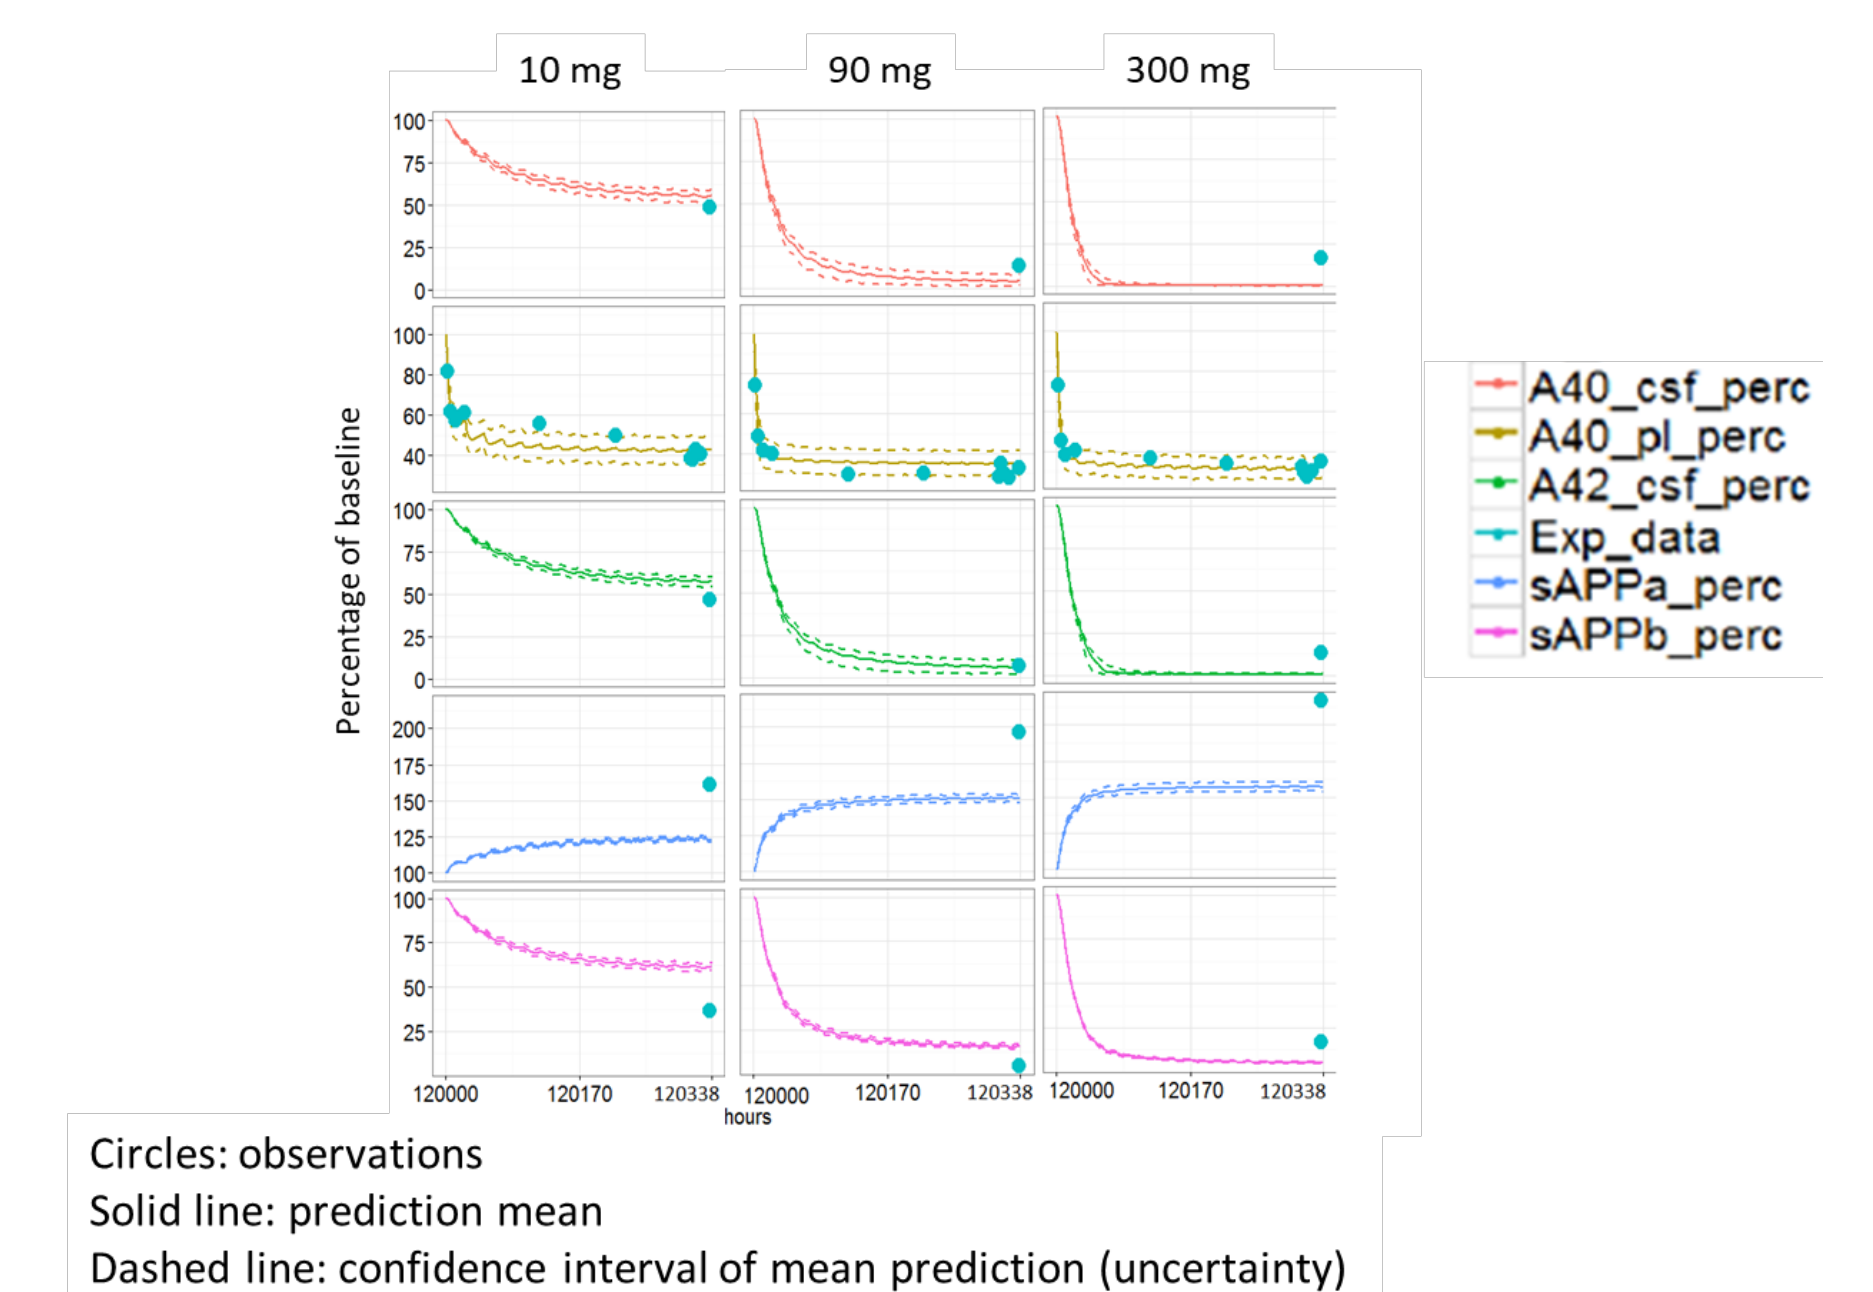 10 mg 90 mg 300 mg
Percentage of baseline
100
75
50
25
0
100
80
60
40
100
75
50
25
0
200
175
150
125
100
100
75
50
25
120000 120170 120338 120000 120170 120338 120000 120170 120338
hours
A40_csf_perc
A40_pl_perc
A42_csf_perc
Exp_data
sAPPa_perc
sAPPb_perc
Circles: observations
Solid line: prediction mean
Dashed line: confidence interval of mean prediction (uncertainty)